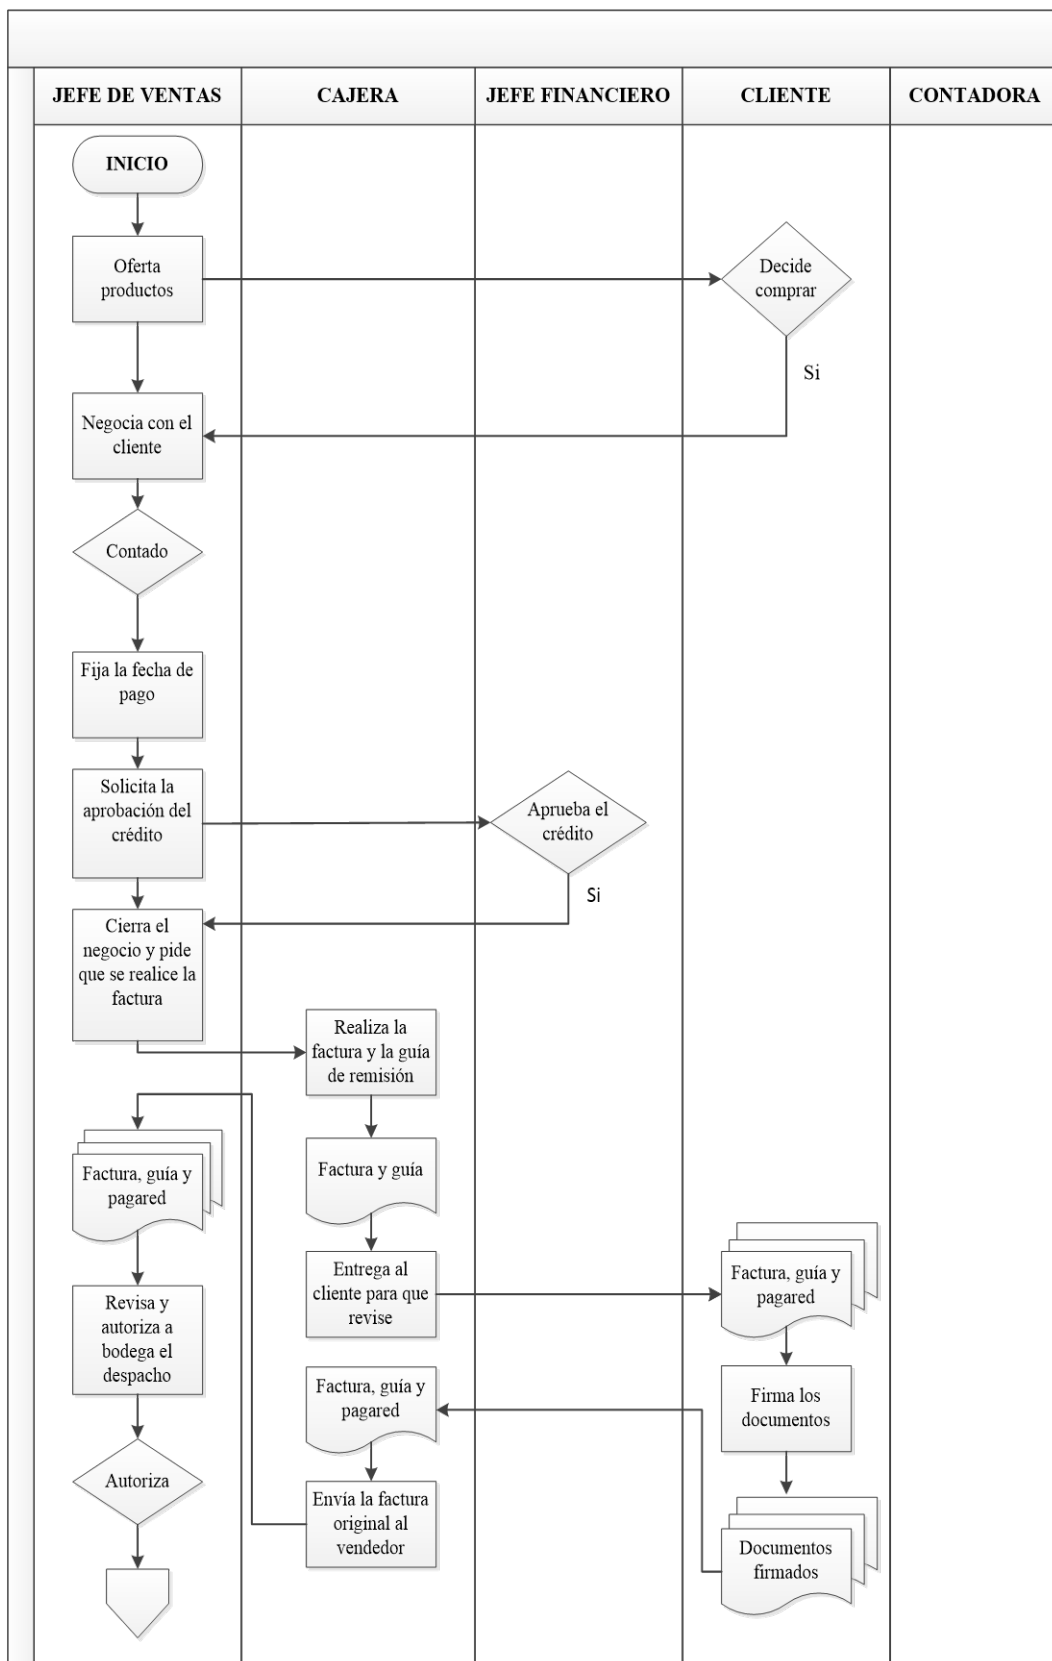 JEFE DE VENTAS
CAJERA
JEFE FINANCIERO
CLIENTE
CONTADORA
INICIO
Oferta
productos
Decide
comprar
Si
Negocia con el
cliente
Contado
Fija la fecha de
pago
Solicita la
aprobación del
crédito
Aprueba el
crédito
Si
Cierra el
negocio y pide
que se realice la
factura
Realiza la
factura y la guía
de remisión
Factura y guía
Entrega al
cliente para que
revise
Factura, guía y
pagared
Firma los
documentos
Documentos
firmados
Factura, guía y
pagared
Envía la factura
original al
vendedor
Factura, guía y
pagared
Revisa y
autoriza a
bodega el
despacho
Autoriza